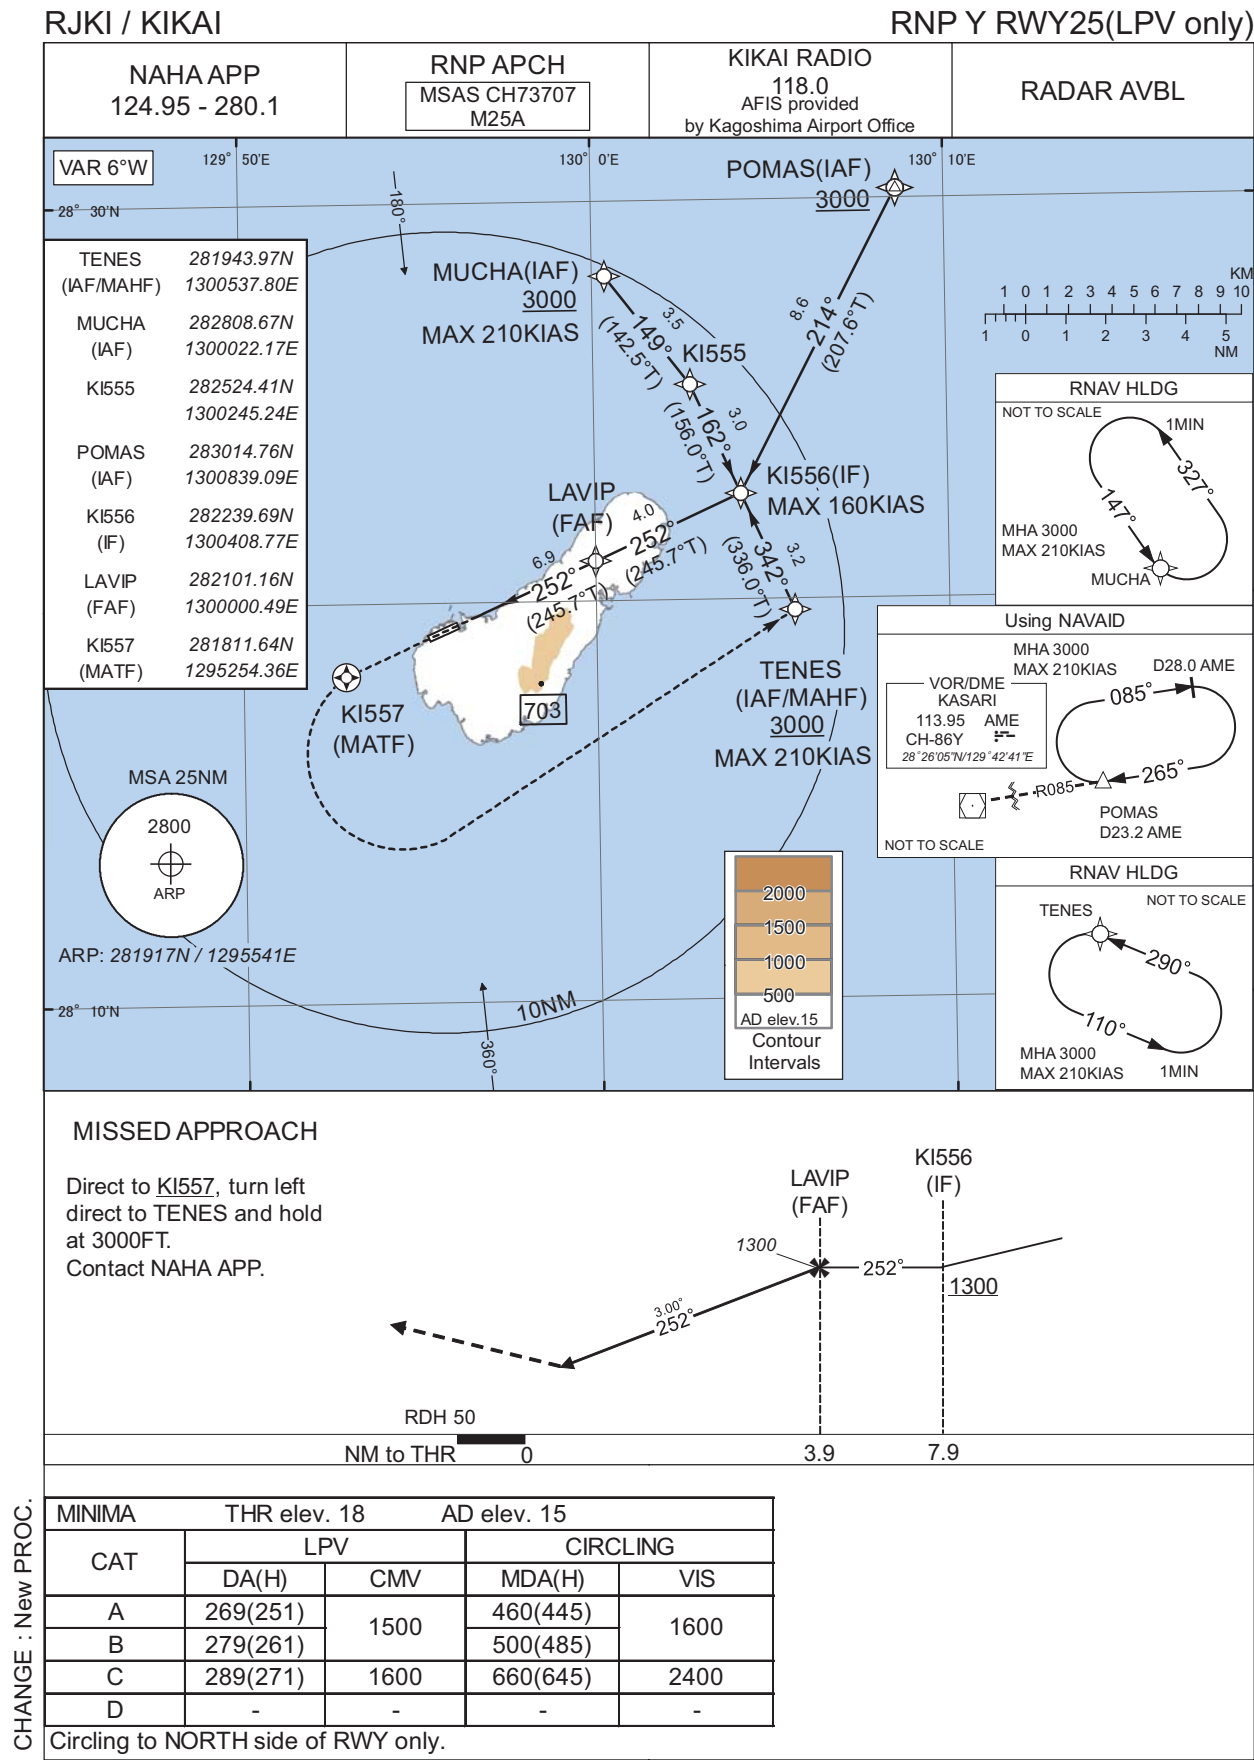 RJKI / KIKAI
RNP Y RWY25(LPV only)
NAHA APP
124.95 - 280.1
RNP APCH
MSAS CH73707
M25A
KIKAI RADIO
118.0
AFIS provided
by Kagoshima Airport Office
RADAR AVBL
VAR 6°W
129° 50'E
130° 0'E
130° 10'E
28° 30'N
180°
POMAS(IAF)
3000
MUCHA(IAF)
3000
MAX 210KIAS
TENES 281943.97N
(IAF/MAHF) 1300537.80E
MUCHA 282808.67N
(IAF) 1300022.17E
KI555 282524.41N
1300245.24E
POMAS 283014.76N
(IAF) 1300839.09E
KI556 282239.69N
(IF) 1300408.77E
LAVIP 282101.16N
(FAF) 1300000.49E
KI557 281811.64N
(MATF) 1295254.36E
3.5
149°
(142.5°T)
KI555
3.0
162°
(156.0°T)
8.6
214°
(207.6°T)
KM
1 0 1 2 3 4 5 6 7 8 9 10
1 0 1 2 3 4 5
NM
KI556(IF)
MAX 160KIAS
LAVIP
(FAF)
4.0
252°
(245.7°T)
6.9
252°
(245.7°T)
3.2
342°
(336.0°T)
TENES
(IAF/MAHF)
3000
MAX 210KIAS
703
KI557
(MATF)
RNAV HLDG
NOT TO SCALE
1MIN
327°
147°
MHA 3000
MAX 210KIAS
MUCHA
Using NAVAID
MHA 3000
MAX 210KIAS
D28.0 AME
VOR/DME
KASARI
113.95 AME
CH-86Y
28°26'05"N/129°42'41"E
085°
265°
R085
POMAS
D23.2 AME
NOT TO SCALE
RNAV HLDG
NOT TO SCALE
TENES
290°
110°
MHA 3000
MAX 210KIAS
1MIN
MSA 25NM
2800
ARP
ARP: 281917N / 1295541E
28° 10'N
10NM
360°
2000
1500
1000
500
AD elev.15
Contour
Intervals
MISSED APPROACH
Direct to KI557, turn left
direct to TENES and hold
at 3000FT.
Contact NAHA APP.
LAVIP
(FAF)
KI556
(IF)
1300
252°
1300
3.00°
252°
RDH 50
NM to THR 0 3.9 7.9
MINIMA THR elev. 18 AD elev. 15
CAT LPV CIRCLING
DA(H) CMV MDA(H) VIS
A 269(251) 1500 460(445) 1600
B 279(261) 500(485)
C 289(271) 1600 660(645) 2400
D - - - -
Circling to NORTH side of RWY only.
CHANGE : New PROC.